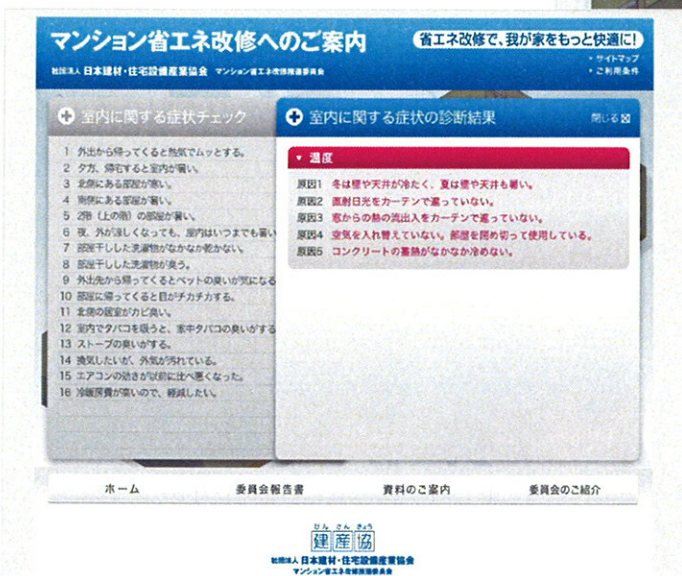 マンション省エネ改修へのご案内
省エネ改修で、我が家をもっと快適に!
社団法人 日本建材・住宅設備産業協会 マンション省エネ改修推進委員会
・サイトマップ
・ご利用条件
室内に関する症状チェック
1 外出から帰ってくると熱気でムッとする。
2 夕方、帰宅すると室内が暑い。
3 北側にある部屋が寒い。
4 南側にある部屋が暑い。
5 2階（上の階）の部屋が暑い。
6 夜、外が涼しくなっても、屋内はいつまでも暑い
7 部屋干しした洗濯物がなかなか乾かない。
8 部屋干しした洗濯物が臭う。
9 外出先から帰ってくるとペットの臭いが気になる
10 部屋に帰ってくると目がチカチカする。
11 北側の居室がカビ臭い。
12 室内でタバコを吸うと、家中タバコの臭いがする
13 ストーブの臭いがする。
14 換気したいが、外気が汚れている。
15 エアコンの効きが以前に比べ悪くなった。
16 冷暖房費が高いので、軽減したい。
室内に関する症状の診断結果
閉じる
▼ 温度
原因1 冬は壁や天井が冷たく、夏は壁や天井も暑い。
原因2 直射日光をカーテンで遮っていない。
原因3 窓からの熱の流出入をカーテンで遮っていない。
原因4 空気を入れ替えていない。部屋を閉め切って使用している。
原因5 コンクリートの蓄熱がなかなか冷めない。
ホーム 委員会報告書 資料のご案内 委員会のご紹介
けん さん きょう
建産協
社団法人 日本建材・住宅設備産業協会
マンション省エネ改修推進委員会